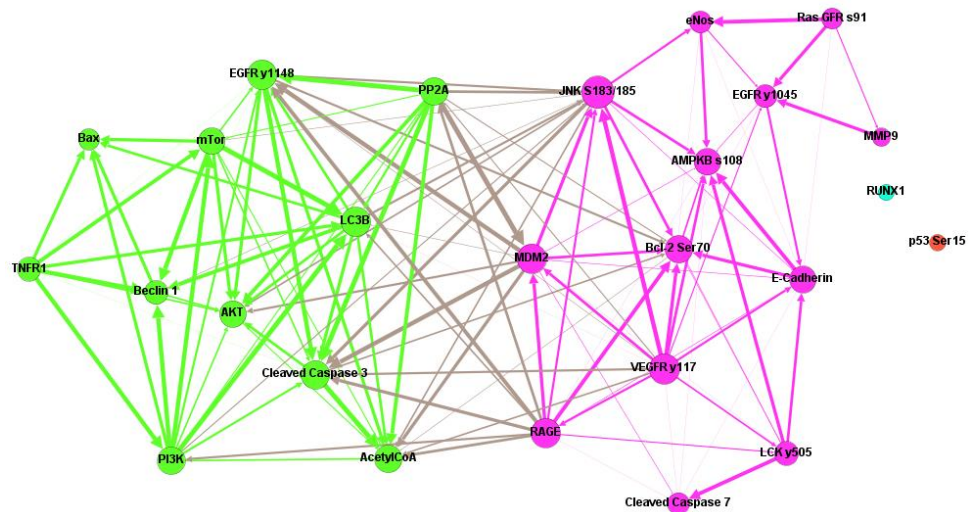 eNos
Ras GFR s91
EGFR y1148
PP2A
JNK S183/185
EGFR y1045
Bax
mTor
MMP9
AMPKB s108
RUNX1
LC3B
p53 Ser15
TNFR1
Beclin 1
MDM2
Bcl-2 Ser70
E-Cadherin
AKT
Cleaved Caspase 3
VEGFR y117
PI3K
AcetylCoA
RAGE
LCK y505
Cleaved Caspase 7